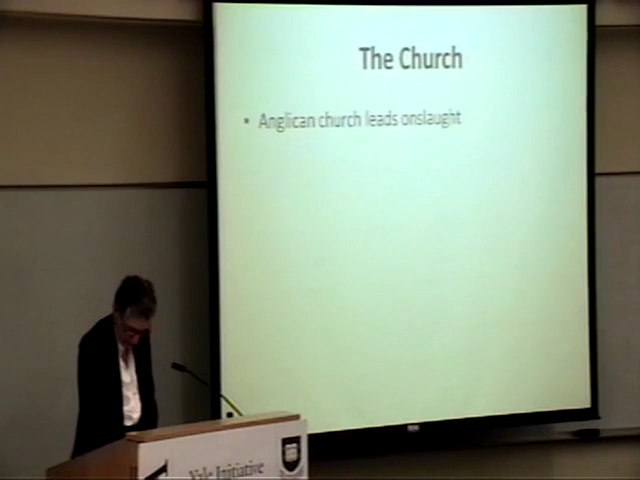 The Church
• Anglican church leads onslaught
Yale Initiative